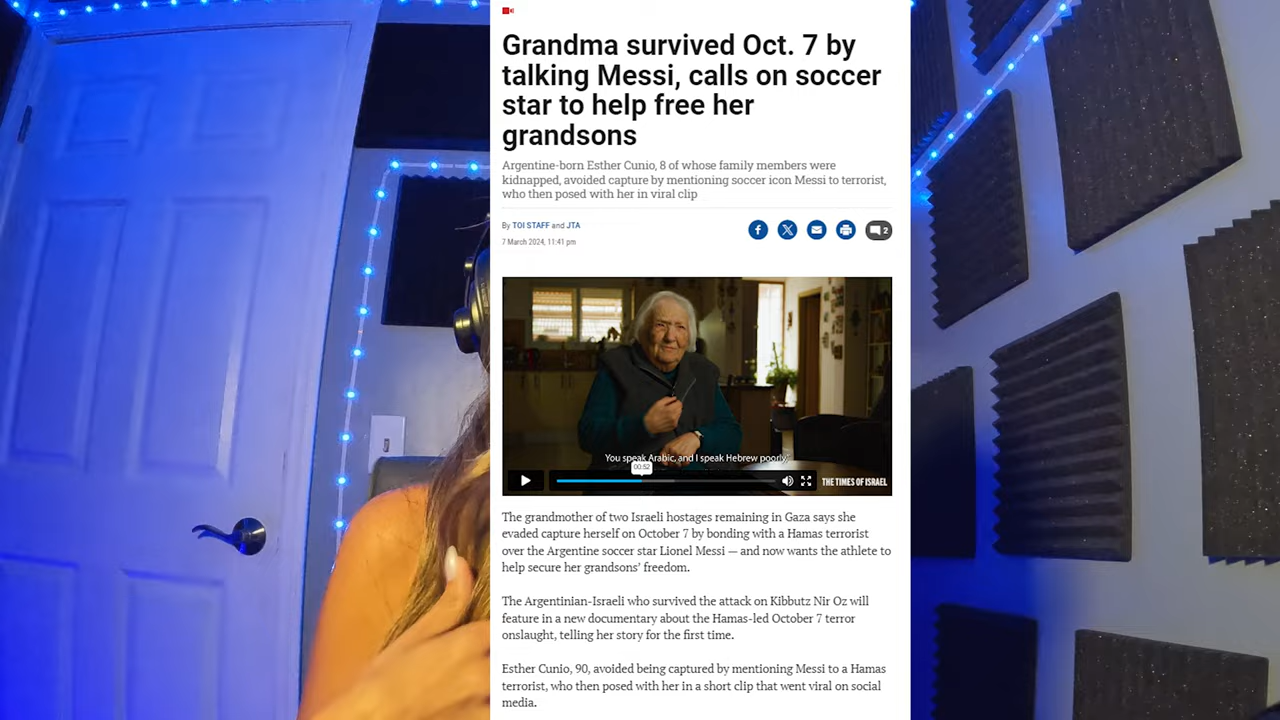 Grandma survived Oct. 7 by
talking Messi, calls on soccer
star to help free her
grandsons
Argentine-born Esther Cunio, 8 of whose family members were
kidnapped, avoided capture by mentioning soccer icon Messi to terrorist,
who then posed with her in viral clip
By TOI STAFF and JTA
7 March 2024, 11:41 pm
2
You speak Arabic, and I speak Hebrew poorly,
00:52
THE TIMES OF ISRAEL
The grandmother of two Israeli hostages remaining in Gaza says she
evaded capture herself on October 7 by bonding with a Hamas terrorist
over the Argentine soccer star Lionel Messi — and now wants the athlete to
help secure her grandsons’ freedom.
The Argentinian-Israeli who survived the attack on Kibbutz Nir Oz will
feature in a new documentary about the Hamas-led October 7 terror
onslaught, telling her story for the first time.
Esther Cunio, 90, avoided being captured by mentioning Messi to a Hamas
terrorist, who then posed with her in a short clip that went viral on social
media.